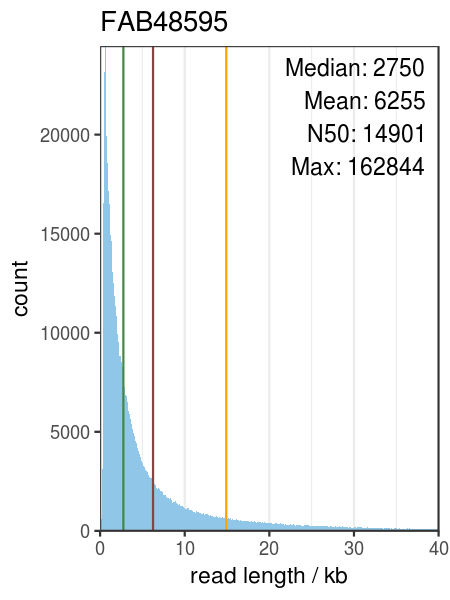 FAB48595
Median: 2750
Mean: 6255
N50: 14901
Max: 162844
20000
15000
10000
5000
0
count
0 10 20 30 40
read length / kb